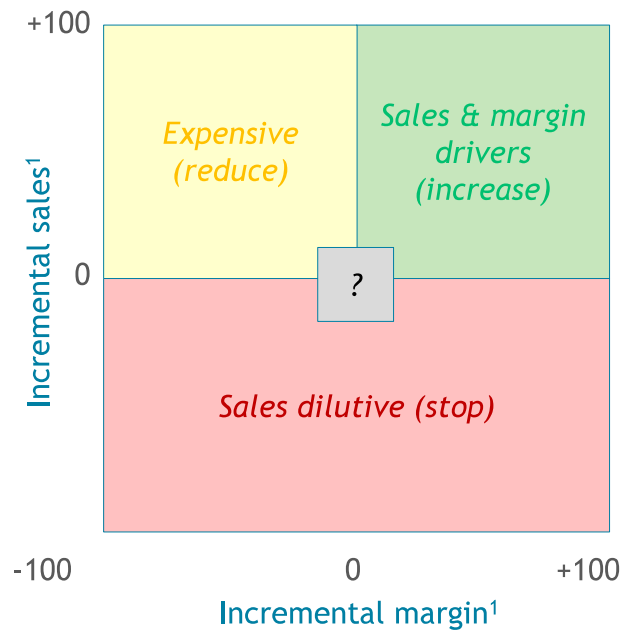 +100
Expensive
(reduce)
Sales & margin
drivers
(increase)
Incremental sales¹
0
?
Sales dilutive (stop)
-100
0
+100
Incremental margin¹